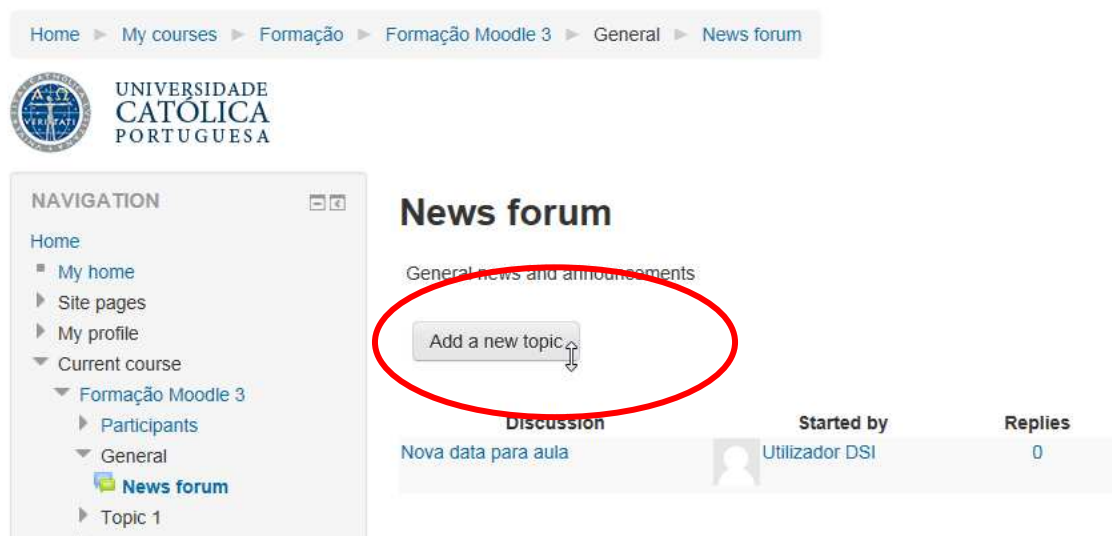 Home My courses Formação Formação Moodle 3 General News forum
UNIVERSIDADE
CATÓLICA
PORTUGUESA
NAVIGATION
Home
My home
Site pages
My profile
Current course
Formação Moodle 3
Participants
General
News forum
Topic 1
News forum
General news and announcements
Add a new topic
Discussion Started by Replies
Nova data para aula Utilizador DSI 0